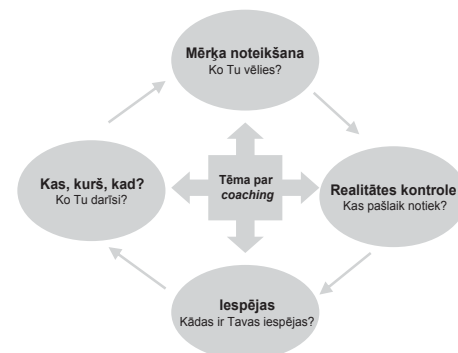 Mērķa noteikšana
Ko Tu vēlies?
Kas, kurš, kad?
Ko Tu darīsi?
Tēma par
coaching
Realitātes kontrole
Kas pašlaik notiek?
Iespējas
Kādas ir Tavas iespējas?